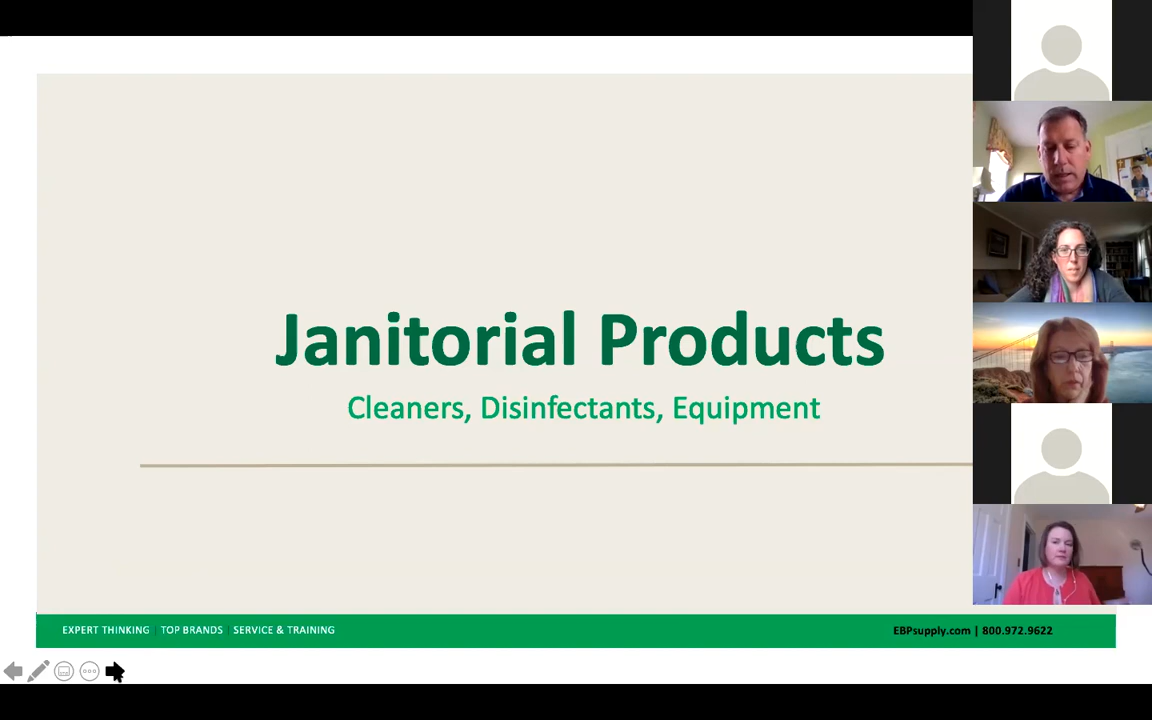 Janitorial Products
Cleaners, Disinfectants, Equipment
EXPERT THINKING | TOP BRANDS | SERVICE & TRAINING
EBPsupply.com | 800.972.9622